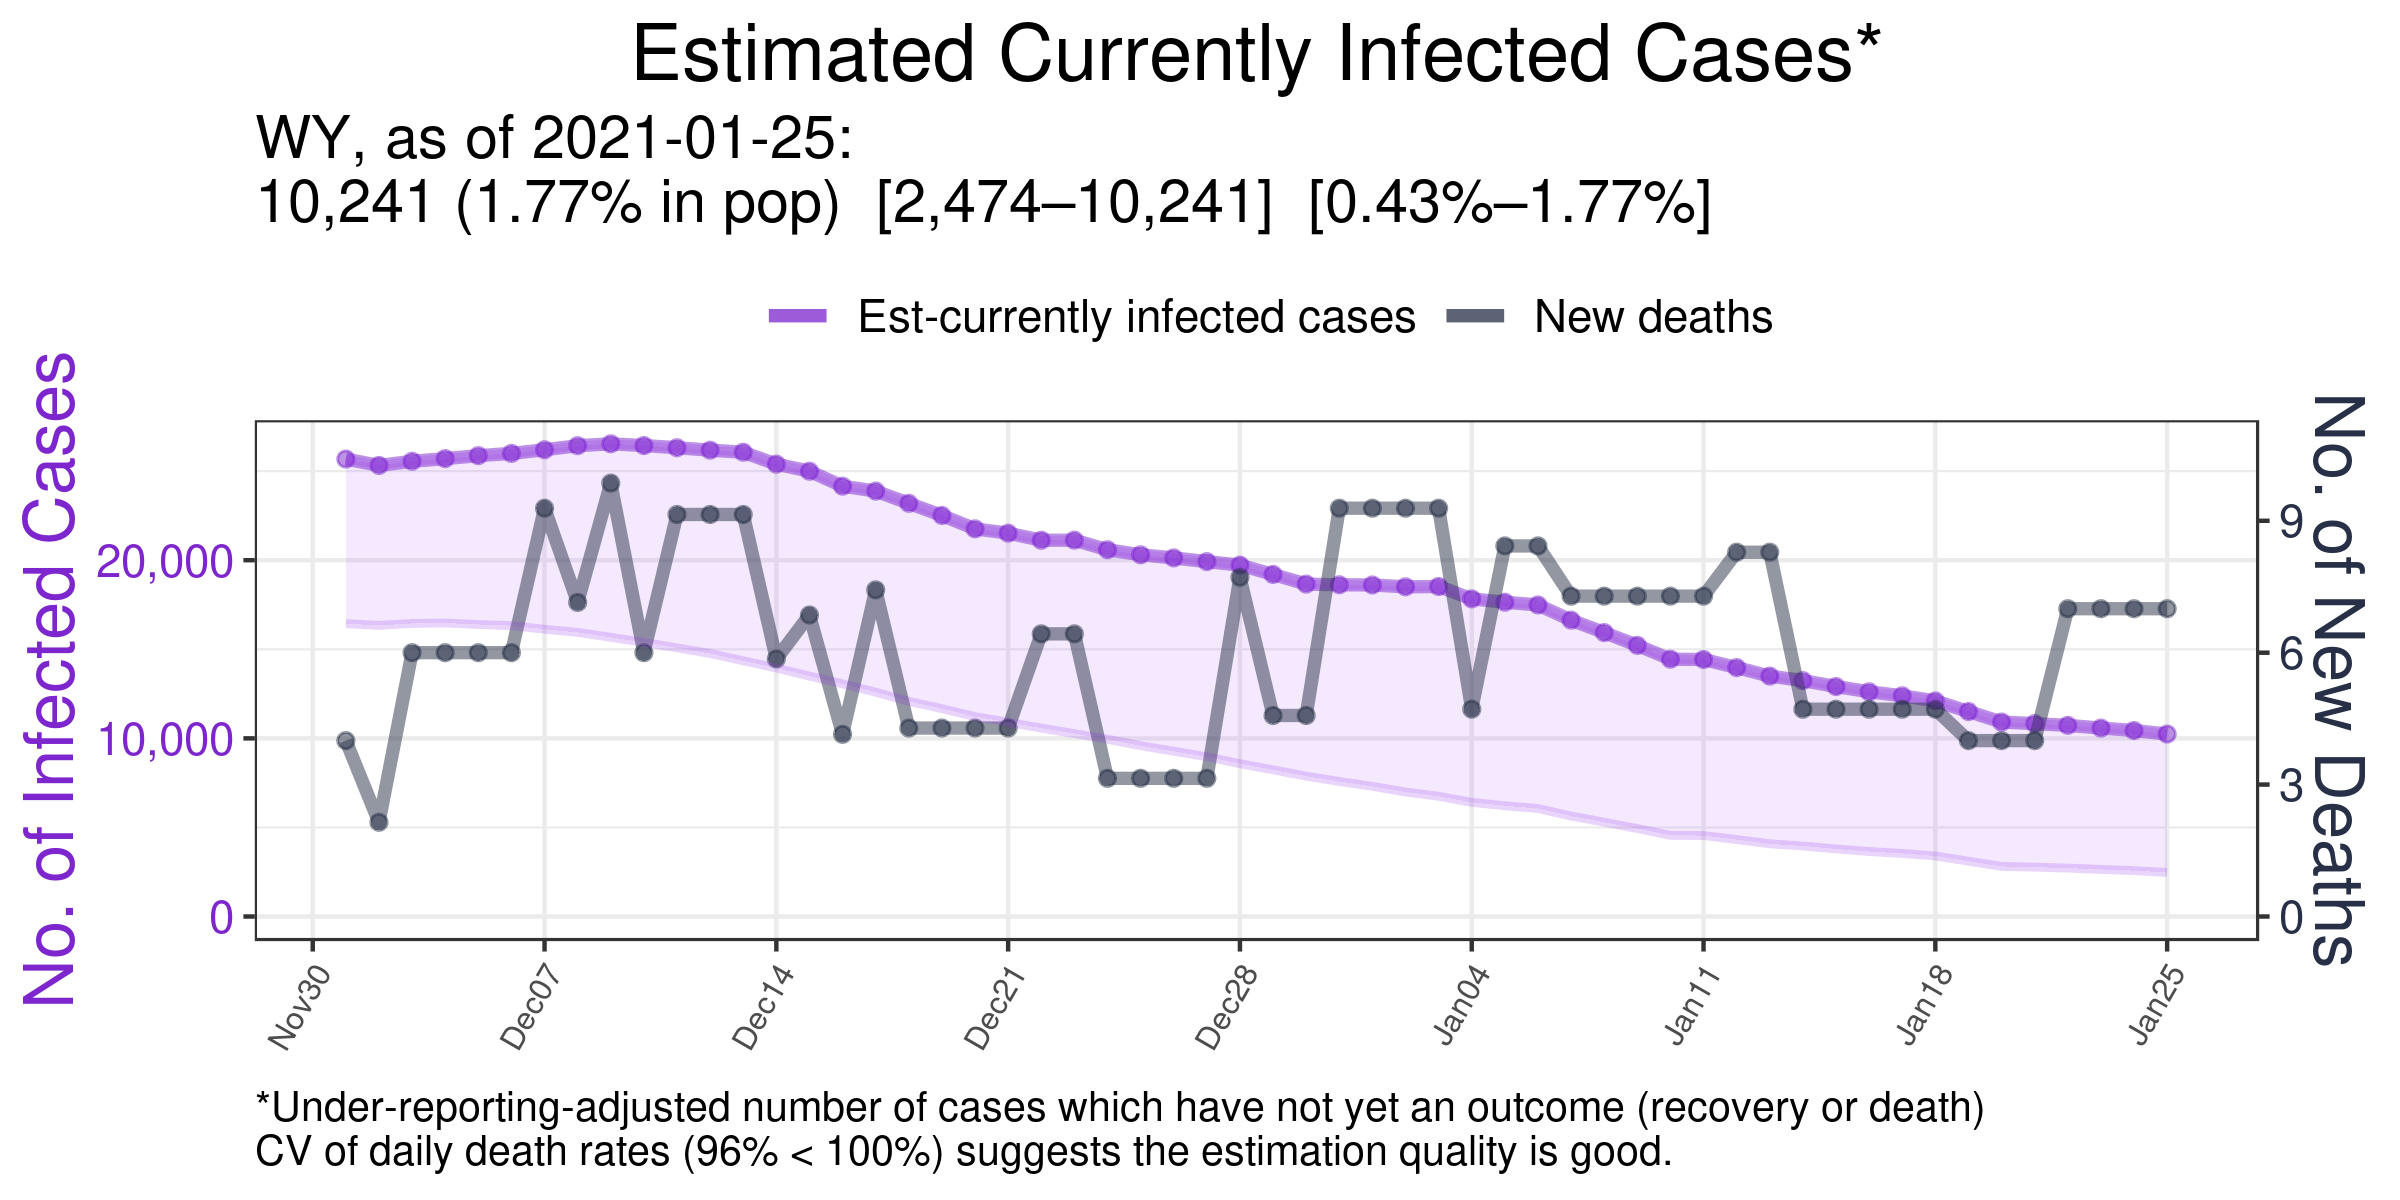 Estimated Currently Infected Cases*
WY, as of 2021-01-25:
10,241 (1.77% in pop)  [2,474–10,241]  [0.43%–1.77%]
Est-currently infected cases
New deaths
No. of Infected Cases
20,000
10,000
0
No. of New Deaths
9
6
3
0
Nov30
Dec07
Dec14
Dec21
Dec28
Jan04
Jan11
Jan18
Jan25
*Under-reporting-adjusted number of cases which have not yet an outcome (recovery or death)
CV of daily death rates (96% < 100%) suggests the estimation quality is good.